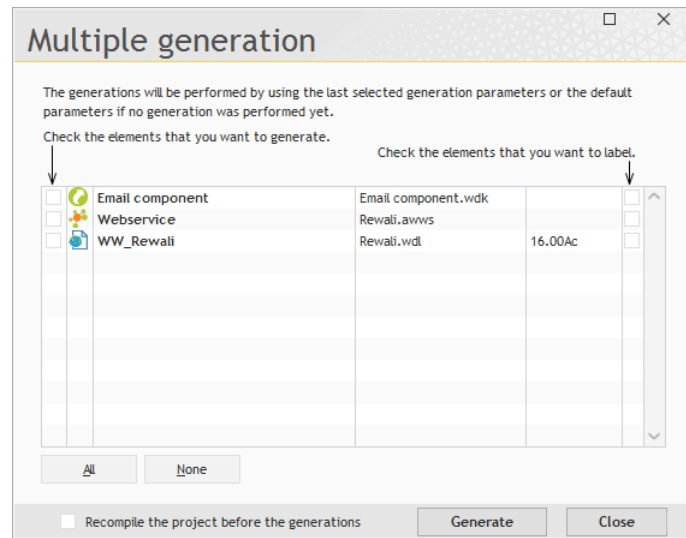 Multiple generation
The generations will be performed by using the last selected generation parameters or the default
parameters if no generation was performed yet.
Check the elements that you want to generate.
Check the elements that you want to label.
Email component Email component.wdk
Webservice Rewali.awws
WW_Rewali Rewali.wdl 16.00Ac
All None
Recompile the project before the generations Generate Close